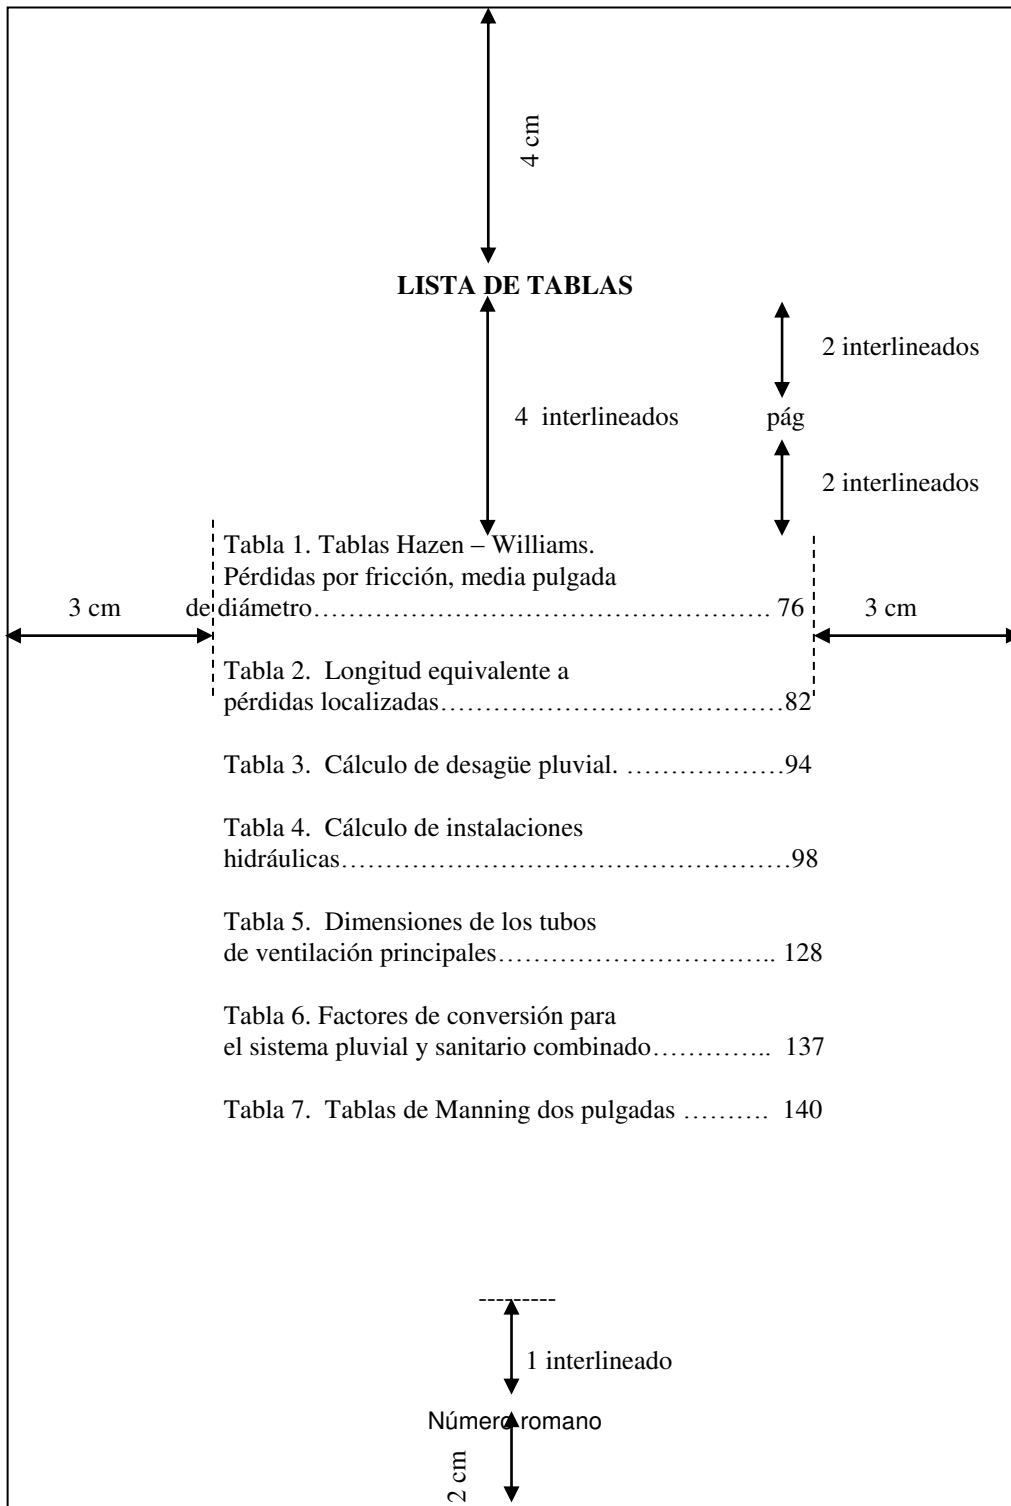 4 cm
LISTA DE TABLAS
2 interlineados
4 interlineados
pág
2 interlineados
Tabla 1. Tablas Hazen – Williams.
Pérdidas por fricción, media pulgada
3 cm
de diámetro…………………………………………… 76
3 cm
Tabla 2. Longitud equivalente a
pérdidas localizadas…………………………………82
Tabla 3. Cálculo de desagüe pluvial. ………………94
Tabla 4. Cálculo de instalaciones
hidráulicas……………………………………………98
Tabla 5. Dimensiones de los tubos
de ventilación principales………………………….. 128
Tabla 6. Factores de conversión para
el sistema pluvial y sanitario combinado………….. 137
Tabla 7. Tablas de Manning dos pulgadas ………. 140
---------
1 interlineado
Número romano
2 cm